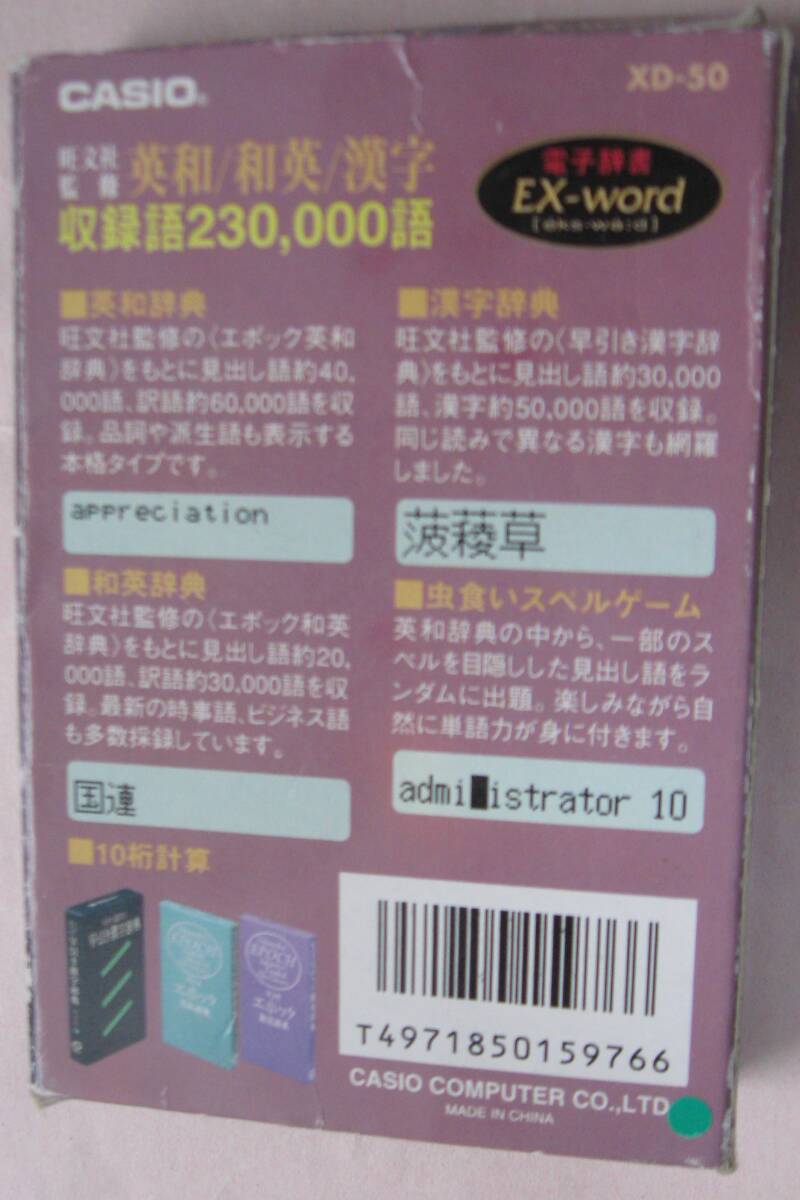 CASIO®
XD-50
旺文社
監修
英和/和英/漢字
収録語230,000語
電子辞書
EX-word
■英和辞典
旺文社監修の〈エポック英和
辞典〉をもとに見出し語約40,
000語、訳語約60,000語を収
録。品詞や派生語も表示する
本格タイプです。
appreciation
■和英辞典
旺文社監修の〈エポック和英
辞典〉をもとに見出し語約20,
000語、訳語約30,000語を収
録。最新の時事語、ビジネス語
も多数採録しています。
国連
■10桁計算
■漢字辞典
旺文社監修の〈早引き漢字辞
典〉をもとに見出し語約30,000
語、漢字約50,000語を収録。
同じ読みで異なる漢字も網羅
しました。
菠薐草
■虫食いスペルゲーム
英和辞典の中から、一部のス
ペルを目隠しした見出し語をラ
ンダムに出題。楽しみながら自
然に単語力が身に付きます。
admi■istrator 10
EPOCH
エポック
EPOCH
エポック
T4971850159766
CASIO COMPUTER CO.,LTD
MADE IN CHINA